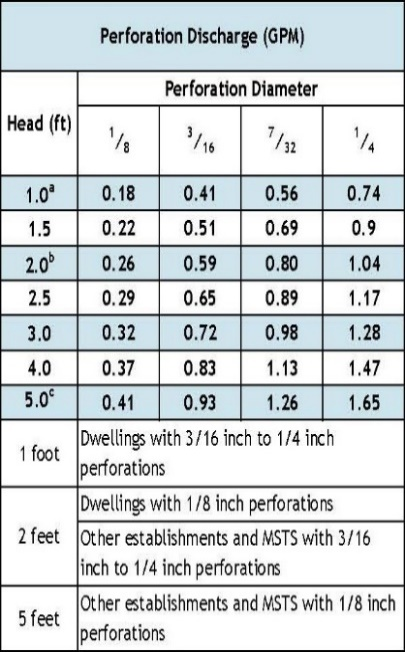 Perforation Discharge (GPM)
Perforation Diameter
Head (ft)
1/8 3/16 7/32 1/4
1.0ᵃ 0.18 0.41 0.56 0.74
1.5 0.22 0.51 0.69 0.9
2.0ᵇ 0.26 0.59 0.80 1.04
2.5 0.29 0.65 0.89 1.17
3.0 0.32 0.72 0.98 1.28
4.0 0.37 0.83 1.13 1.47
5.0ᶜ 0.41 0.93 1.26 1.65
1 foot
Dwellings with 3/16 inch to 1/4 inch
perforations
2 feet
Dwellings with 1/8 inch perforations
Other establishments and MSTS with 3/16
inch to 1/4 inch perforations
5 feet
Other establishments and MSTS with 1/8 inch
perforations